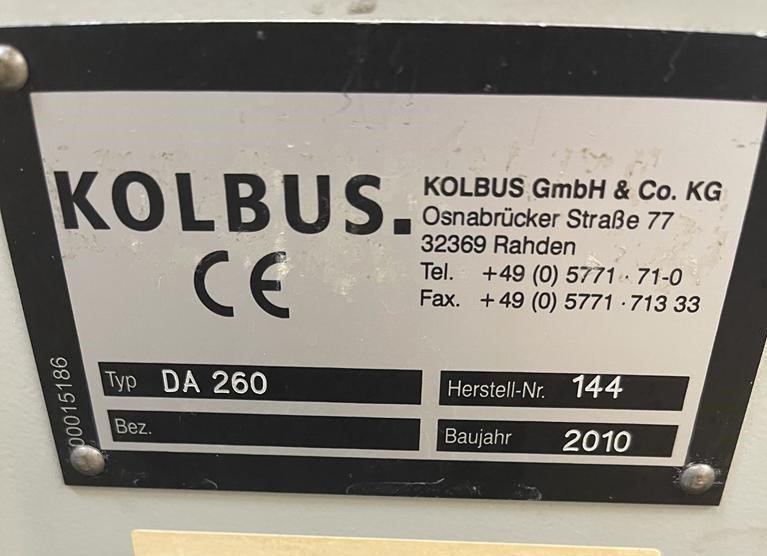 KOLBUS.
CE
KOLBUS GmbH & Co. KG
Osnabrücker Straße 77
32369 Rahden
Tel. +49 (0) 5771 · 71-0
Fax. +49 (0) 5771 · 713 33
Typ DA 260
Herstell-Nr. 144
Bez.
Baujahr 2010
00015186